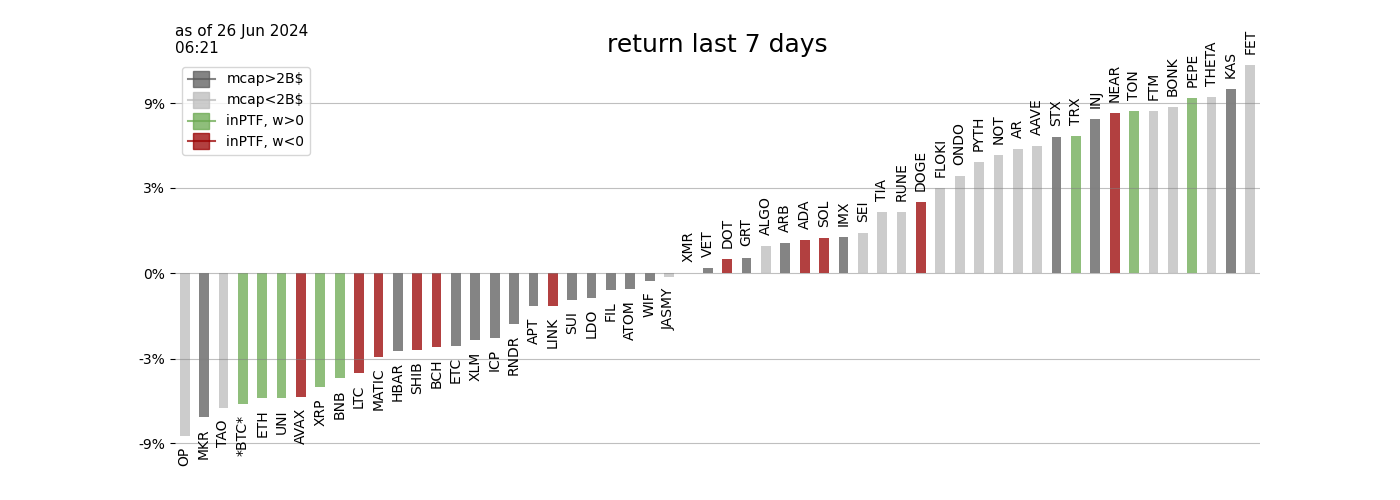 as of 26 Jun 2024
06:21
return last 7 days
mcap>2B$
mcap<2B$
inPTF, w>0
inPTF, w<0
9%
3%
0%
-3%
-9%
OP
MKR
TAO
*BTC*
ETH
UNI
AVAX
XRP
BNB
LTC
MATIC
HBAR
SHIB
BCH
ETC
XLM
ICP
RNDR
APT
LINK
SUI
LDO
FIL
ATOM
WIF
JASMY
XMR
VET
DOT
GRT
ALGO
ARB
ADA
SOL
IMX
SEI
TIA
RUNE
DOGE
FLOKI
ONDO
PYTH
NOT
AR
AAVE
STX
TRX
INJ
NEAR
TON
FTM
BONK
PEPE
THETA
KAS
FET